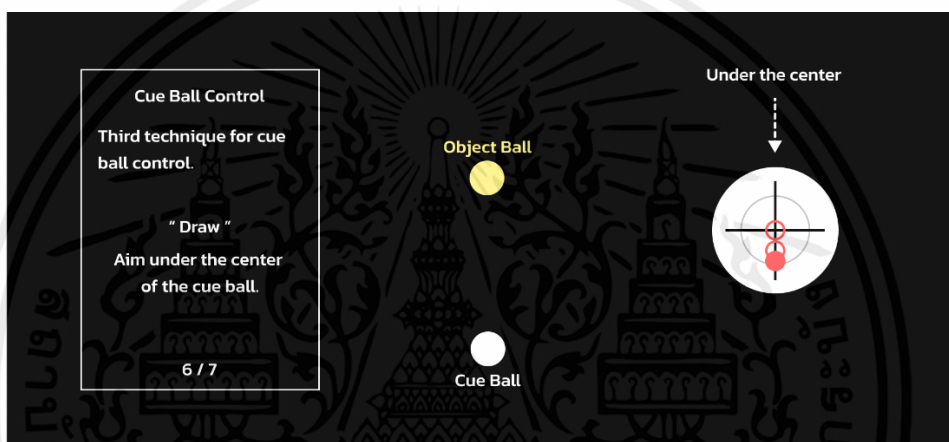 Cue Ball Control
Third technique for cue
ball control.
“ Draw ”
Aim under the center
of the cue ball.
6 / 7
Object Ball
Cue Ball
Under the center